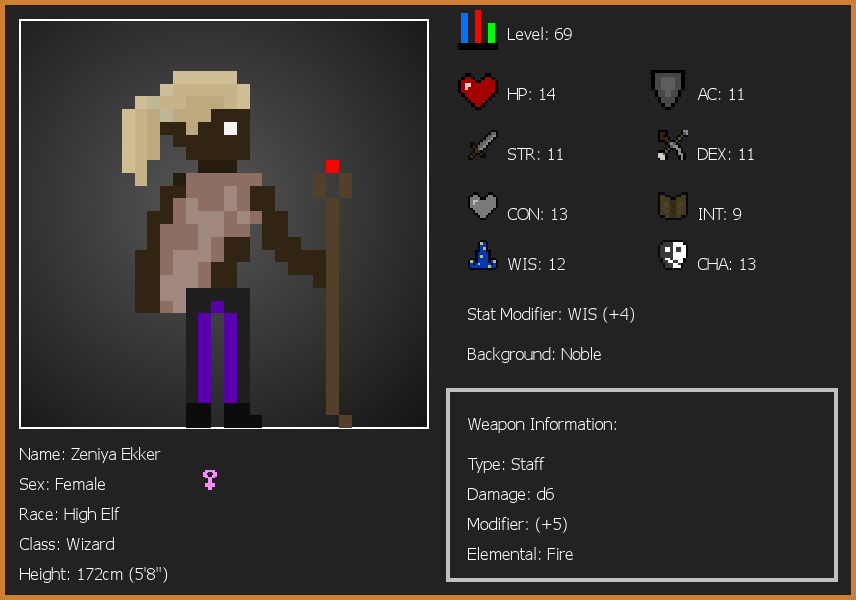 Level: 69
HP: 14
AC: 11
STR: 11
DEX: 11
CON: 13
INT: 9
WIS: 12
CHA: 13
Stat Modifier: WIS (+4)
Background: Noble
Weapon Information:
Type: Staff
Damage: d6
Modifier: (+5)
Elemental: Fire
Name: Zeniya Ekker
Sex: Female
Race: High Elf
Class: Wizard
Height: 172cm (5'8")